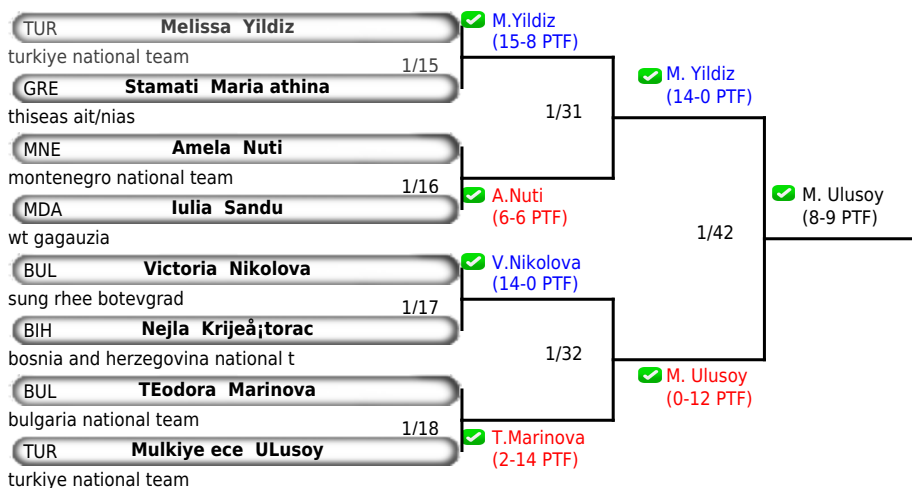 TUR Melissa Yildiz
turkiye national team
1/15
GRE Stamati Maria athina
thiseas ait/nias
MNE Amela Nuti
montenegro national team
1/16
MDA Iulia Sandu
wt gagauzia
BUL Victoria Nikolova
sung rhee botevgrad
1/17
BIH Nejla Krijeå¡torac
bosnia and herzegovina national t
BUL TEodora Marinova
bulgaria national team
1/18
TUR Mulkiye ece ULusoy
turkiye national team
M.Yildiz
(15-8 PTF)
A.Nuti
(6-6 PTF)
V.Nikolova
(14-0 PTF)
T.Marinova
(2-14 PTF)
1/31
1/32
M. Yildiz
(14-0 PTF)
M. Ulusoy
(0-12 PTF)
1/42
M. Ulusoy
(8-9 PTF)